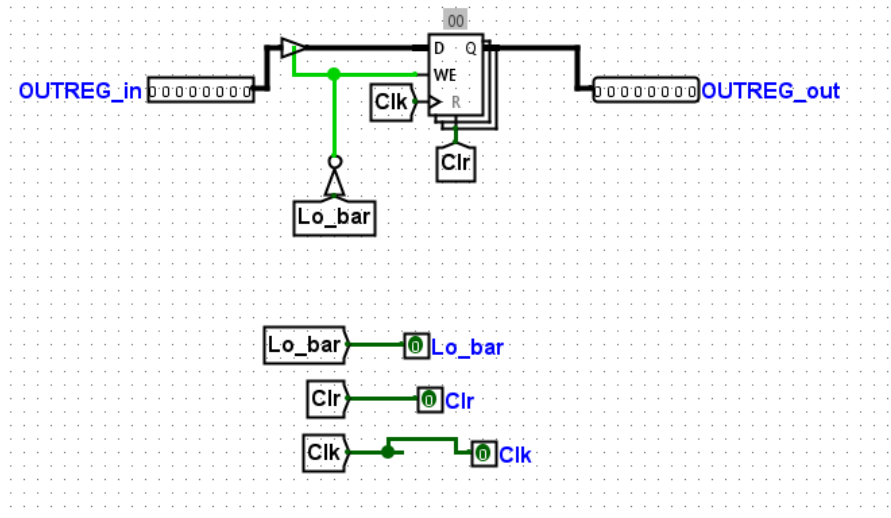 00
D Q
OUTREG_in 00000000 WE 00000000 OUTREG_out
Clk R
Clr
Lo_bar
Lo_bar 0 Lo_bar
Clr 0 Clr
Clk 0 Clk